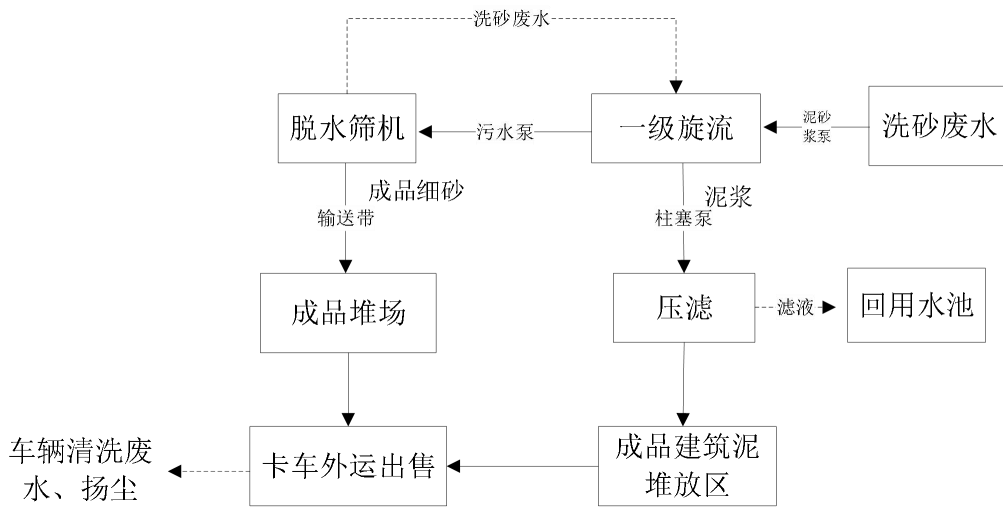 洗砂废水
脱水筛机
污水泵
一级旋流
泥砂
浆泵
洗砂废水
成品细砂
输送带
泥浆
柱塞泵
成品堆场
压滤
滤液
回用水池
车辆清洗废
水、扬尘
卡车外运出售
成品建筑泥
堆放区